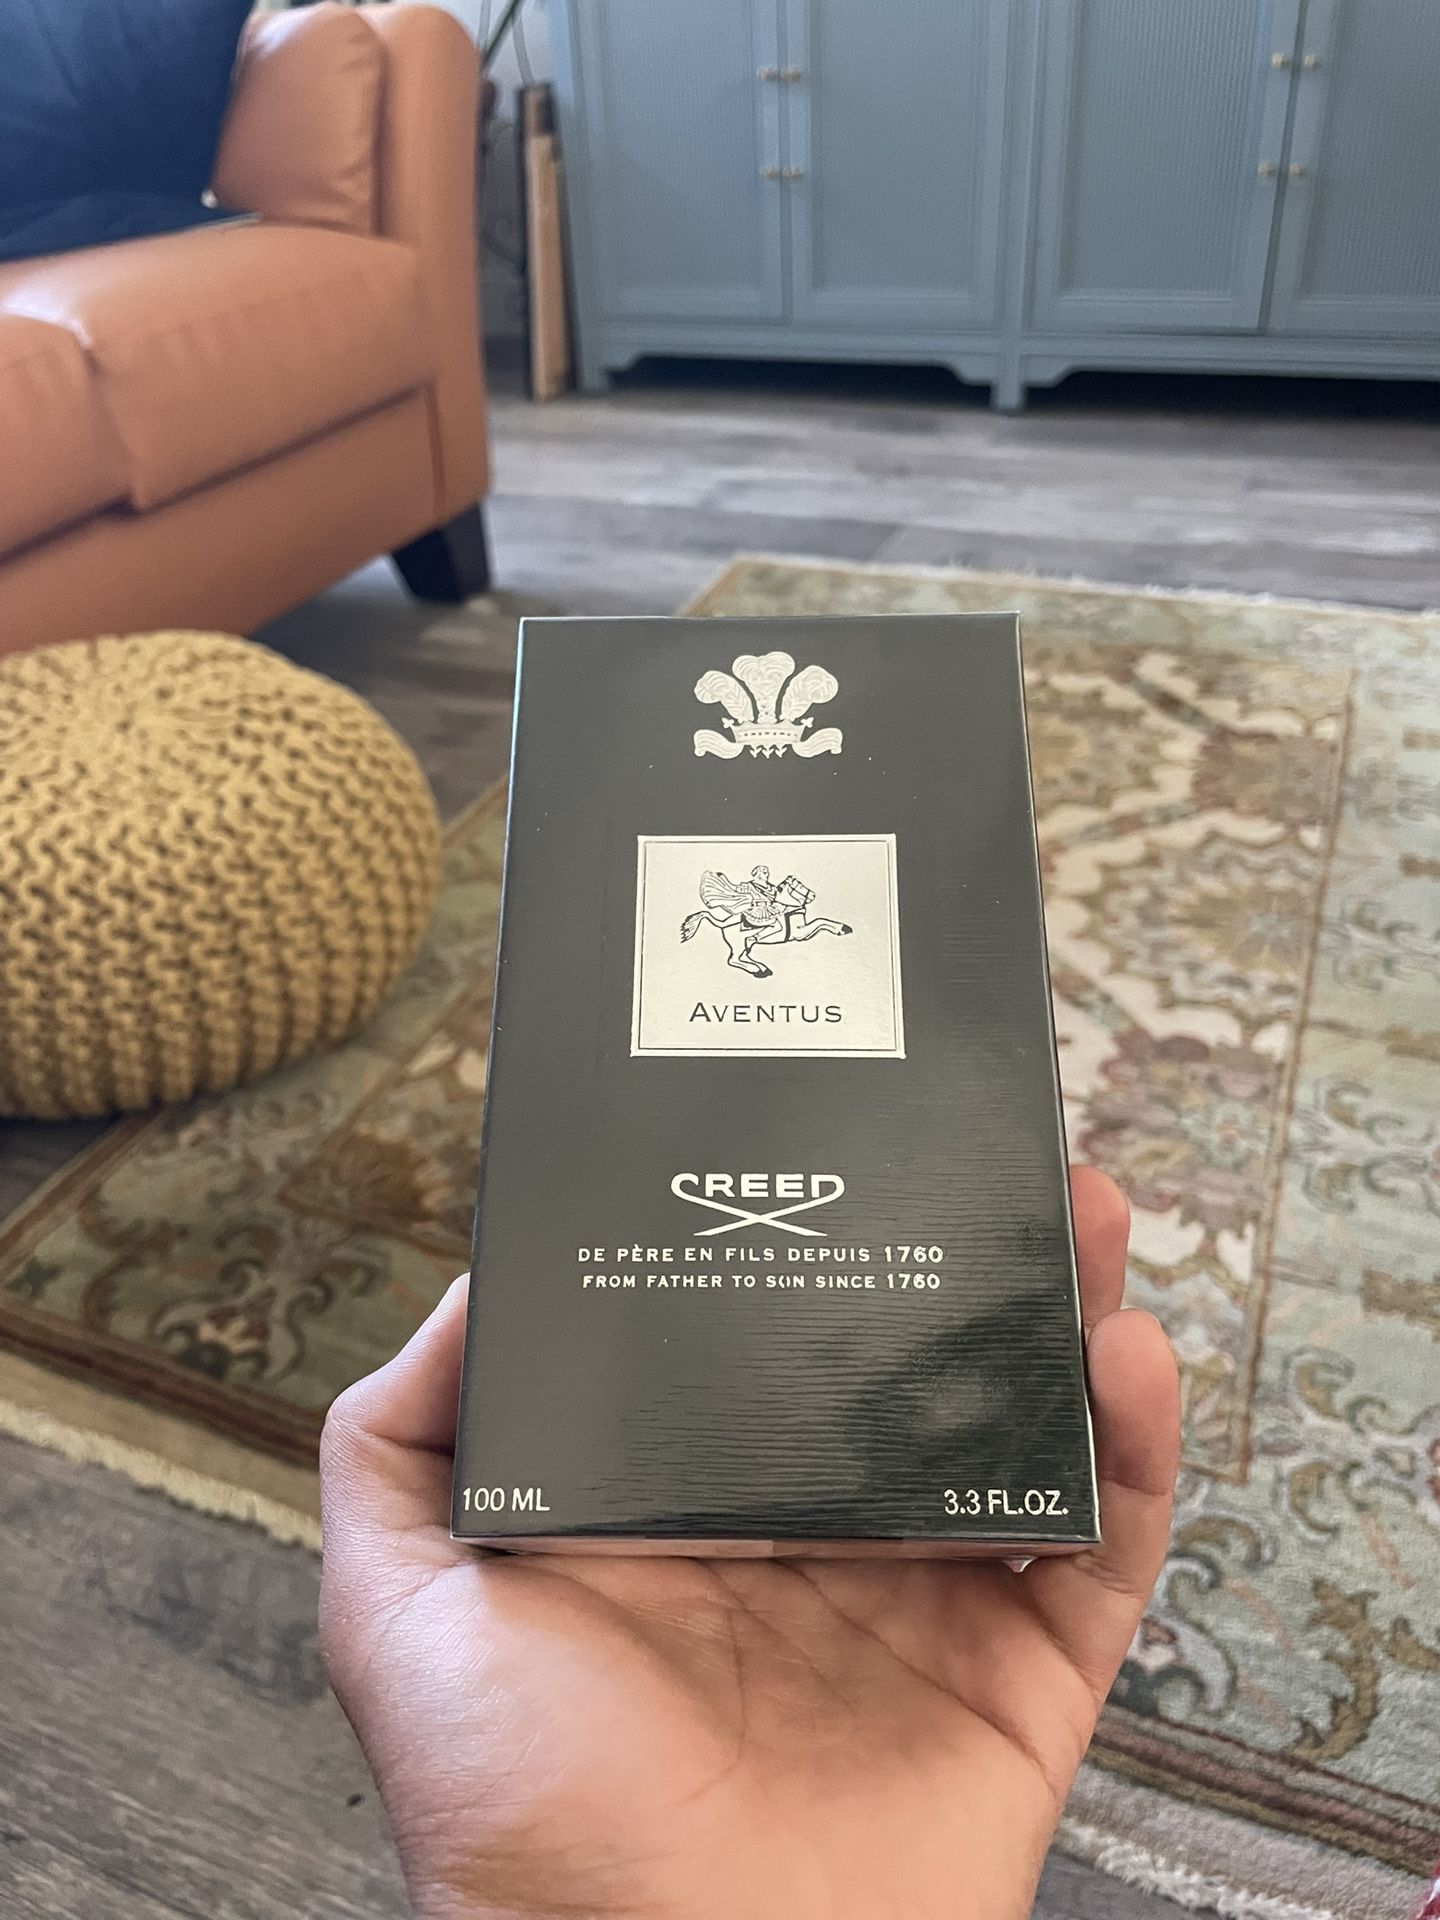 AVENTUS
CREED
DE PÈRE EN FILS DEPUIS 1760
FROM FATHER TO SON SINCE 1760
100 ML
3.3 FL.OZ.